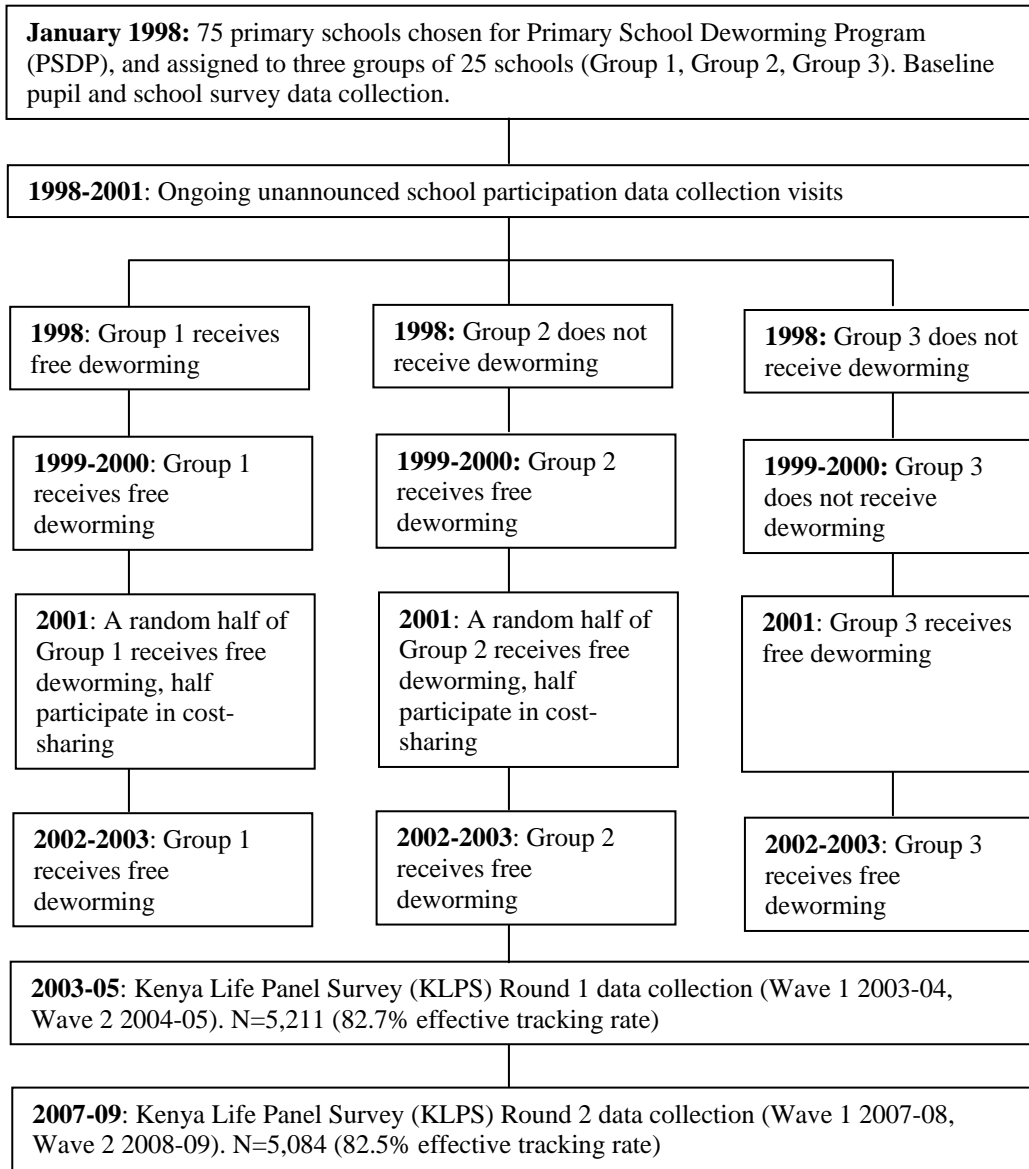 January 1998: 75 primary schools chosen for Primary School Deworming Program
(PSDP), and assigned to three groups of 25 schools (Group 1, Group 2, Group 3). Baseline
pupil and school survey data collection.
1998-2001: Ongoing unannounced school participation data collection visits
1998: Group 1 receives
free deworming
1998: Group 2 does not
receive deworming
1998: Group 3 does not
receive deworming
1999-2000: Group 1
receives free
deworming
1999-2000: Group 2
receives free
deworming
1999-2000: Group 3
does not receive
deworming
2001: A random half of
Group 1 receives free
deworming, half
participate in cost-
sharing
2001: A random half of
Group 2 receives free
deworming, half
participate in cost-
sharing
2001: Group 3 receives
free deworming
2002-2003: Group 1
receives free
deworming
2002-2003: Group 2
receives free
deworming
2002-2003: Group 3
receives free
deworming
2003-05: Kenya Life Panel Survey (KLPS) Round 1 data collection (Wave 1 2003-04,
Wave 2 2004-05). N=5,211 (82.7% effective tracking rate)
2007-09: Kenya Life Panel Survey (KLPS) Round 2 data collection (Wave 1 2007-08,
Wave 2 2008-09). N=5,084 (82.5% effective tracking rate)